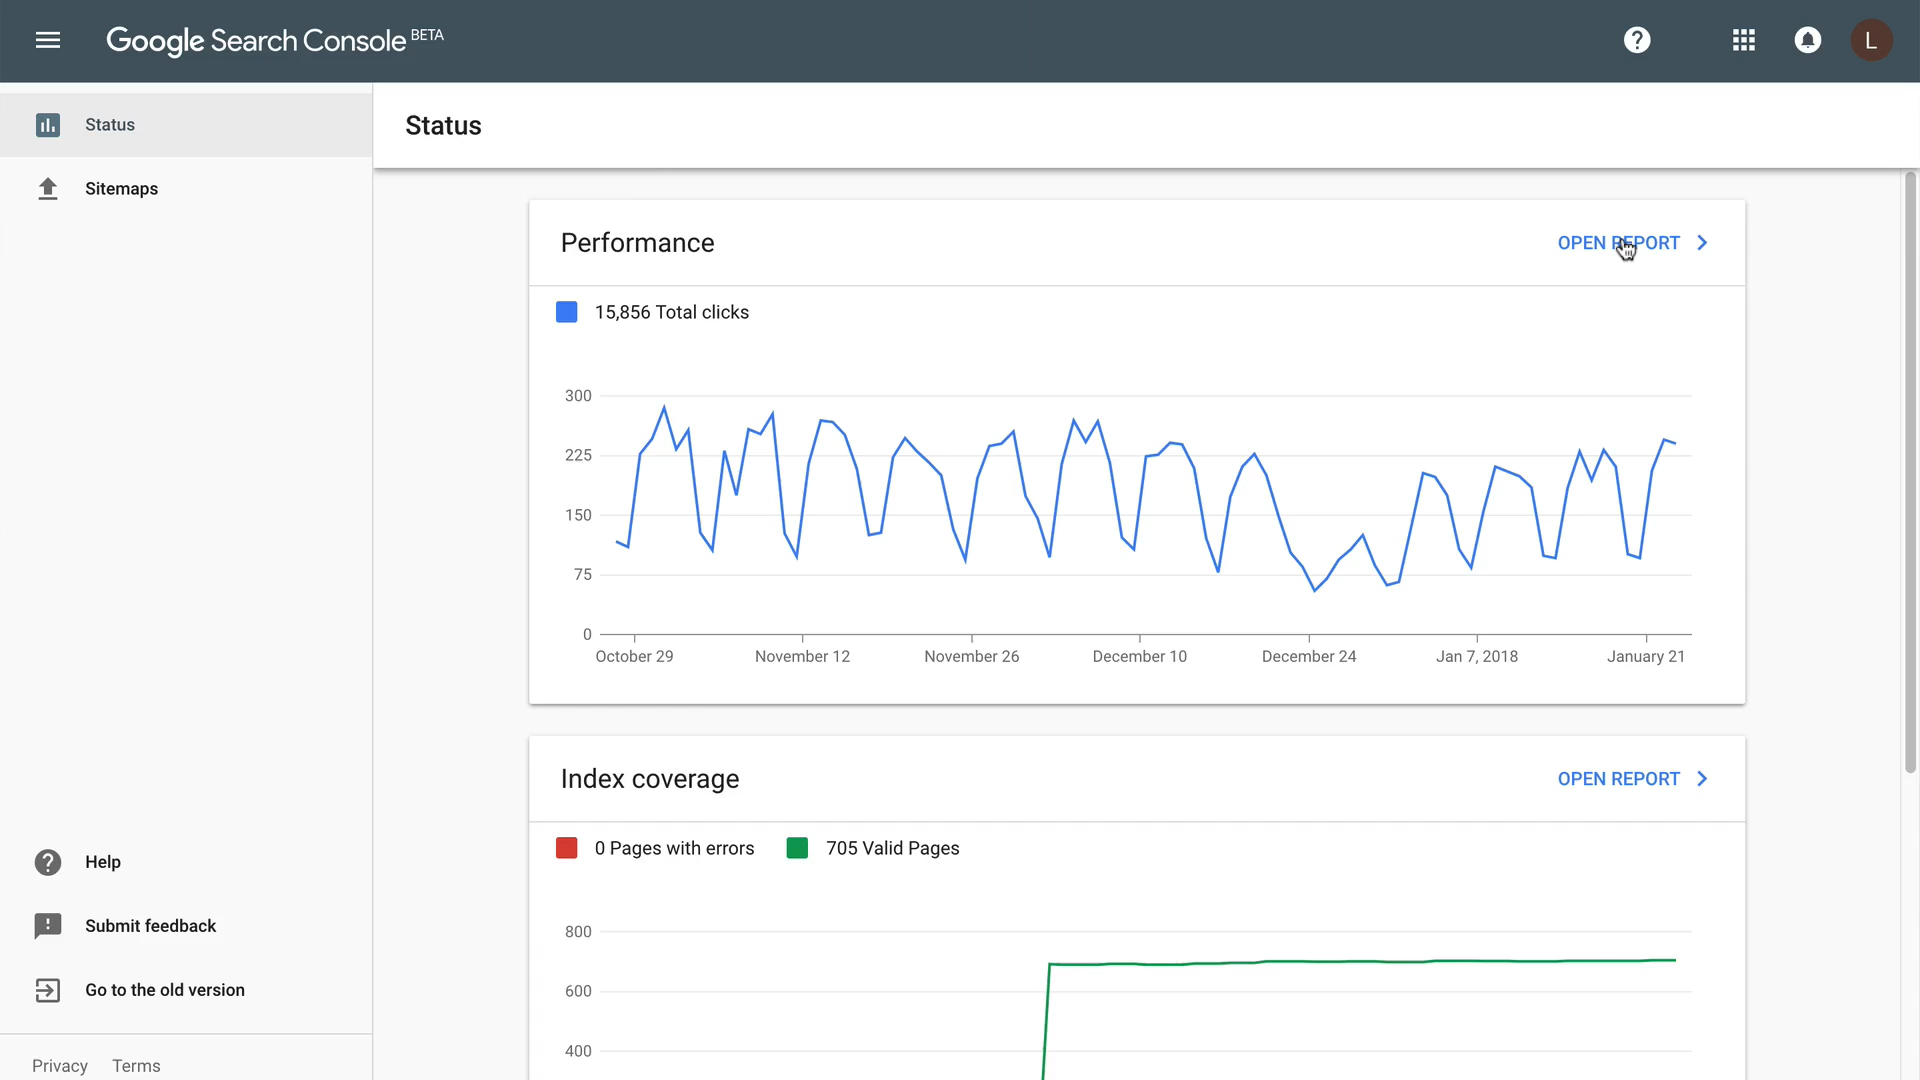 Google Search Console BETA
L
Status
Sitemaps
Help
Submit feedback
Go to the old version
Privacy Terms
Status
Performance
OPEN REPORT
15,856 Total clicks
300
225
150
75
0
October 29 November 12 November 26 December 10 December 24 Jan 7, 2018 January 21
Index coverage
OPEN REPORT
0 Pages with errors 705 Valid Pages
800
600
400